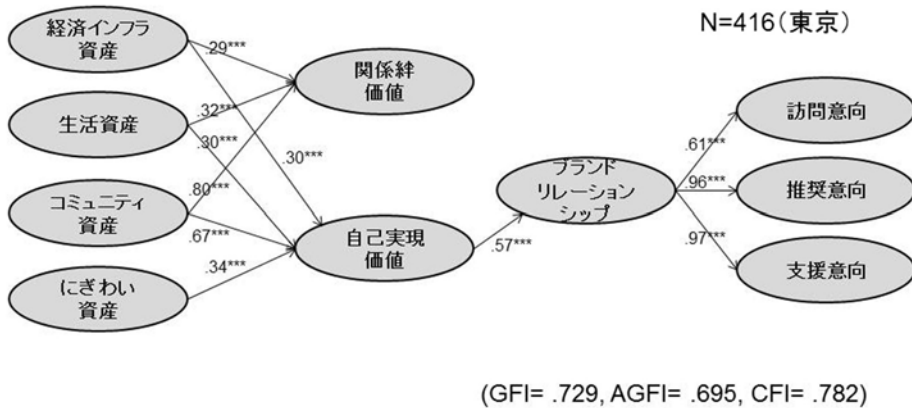 N=416(東京)
経済インフラ
資産
生活資産
コミュニティ
資産
にぎわい
資産
.29***
.32***
.30***
.30***
.80***
.67***
.34***
関係絆
価値
自己実現
価値
.57***
ブランド
リレーション
シップ
.61***
.96***
.97***
訪問意向
推奨意向
支援意向
(GFI= .729, AGFI= .695, CFI= .782)